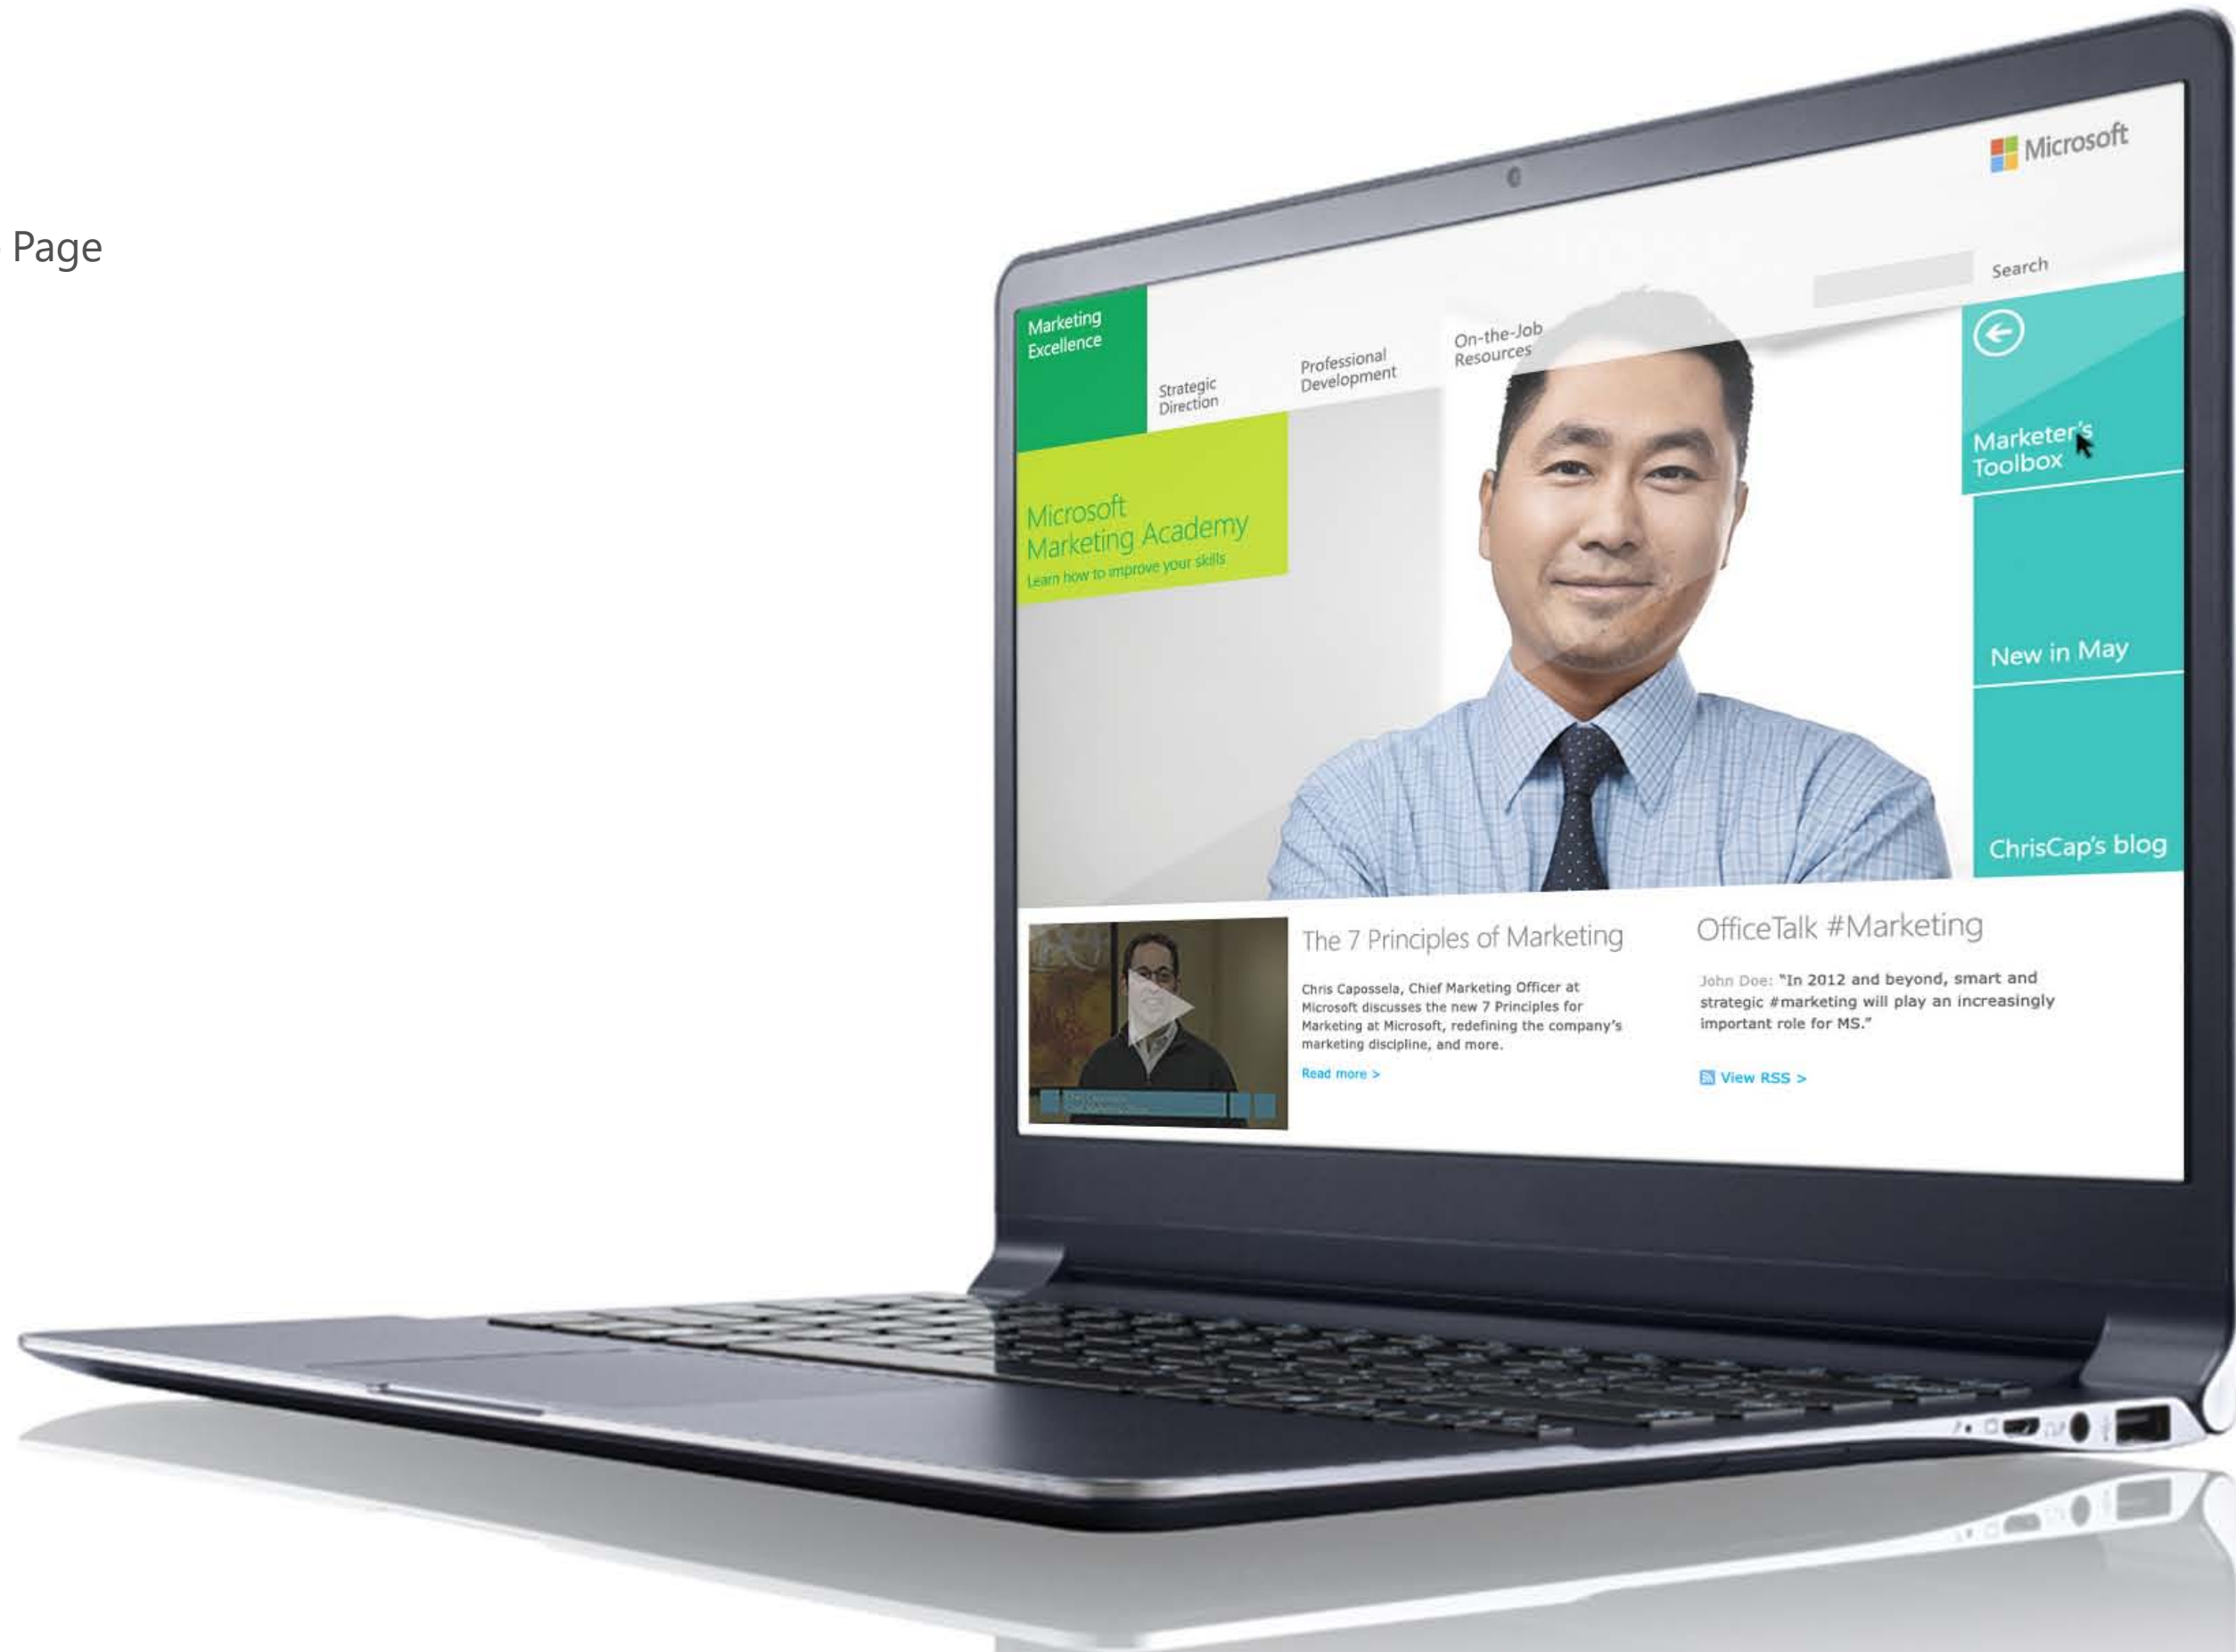 Page
Microsoft
Search
Marketing
Excellence
Strategic
Direction
Professional
Development
On-the-Job
Resources
Microsoft
Marketing Academy
Learn how to improve your skills
Marketer's
Toolbox
New in May
ChrisCap's blog
The 7 Principles of Marketing
Chris Capossela, Chief Marketing Officer at
Microsoft discusses the new 7 Principles for
Marketing at Microsoft, redefining the company's
marketing discipline, and more.
Read more >
OfficeTalk #Marketing
John Doe: "In 2012 and beyond, smart and
strategic #marketing will play an increasingly
important role for MS."
View RSS >